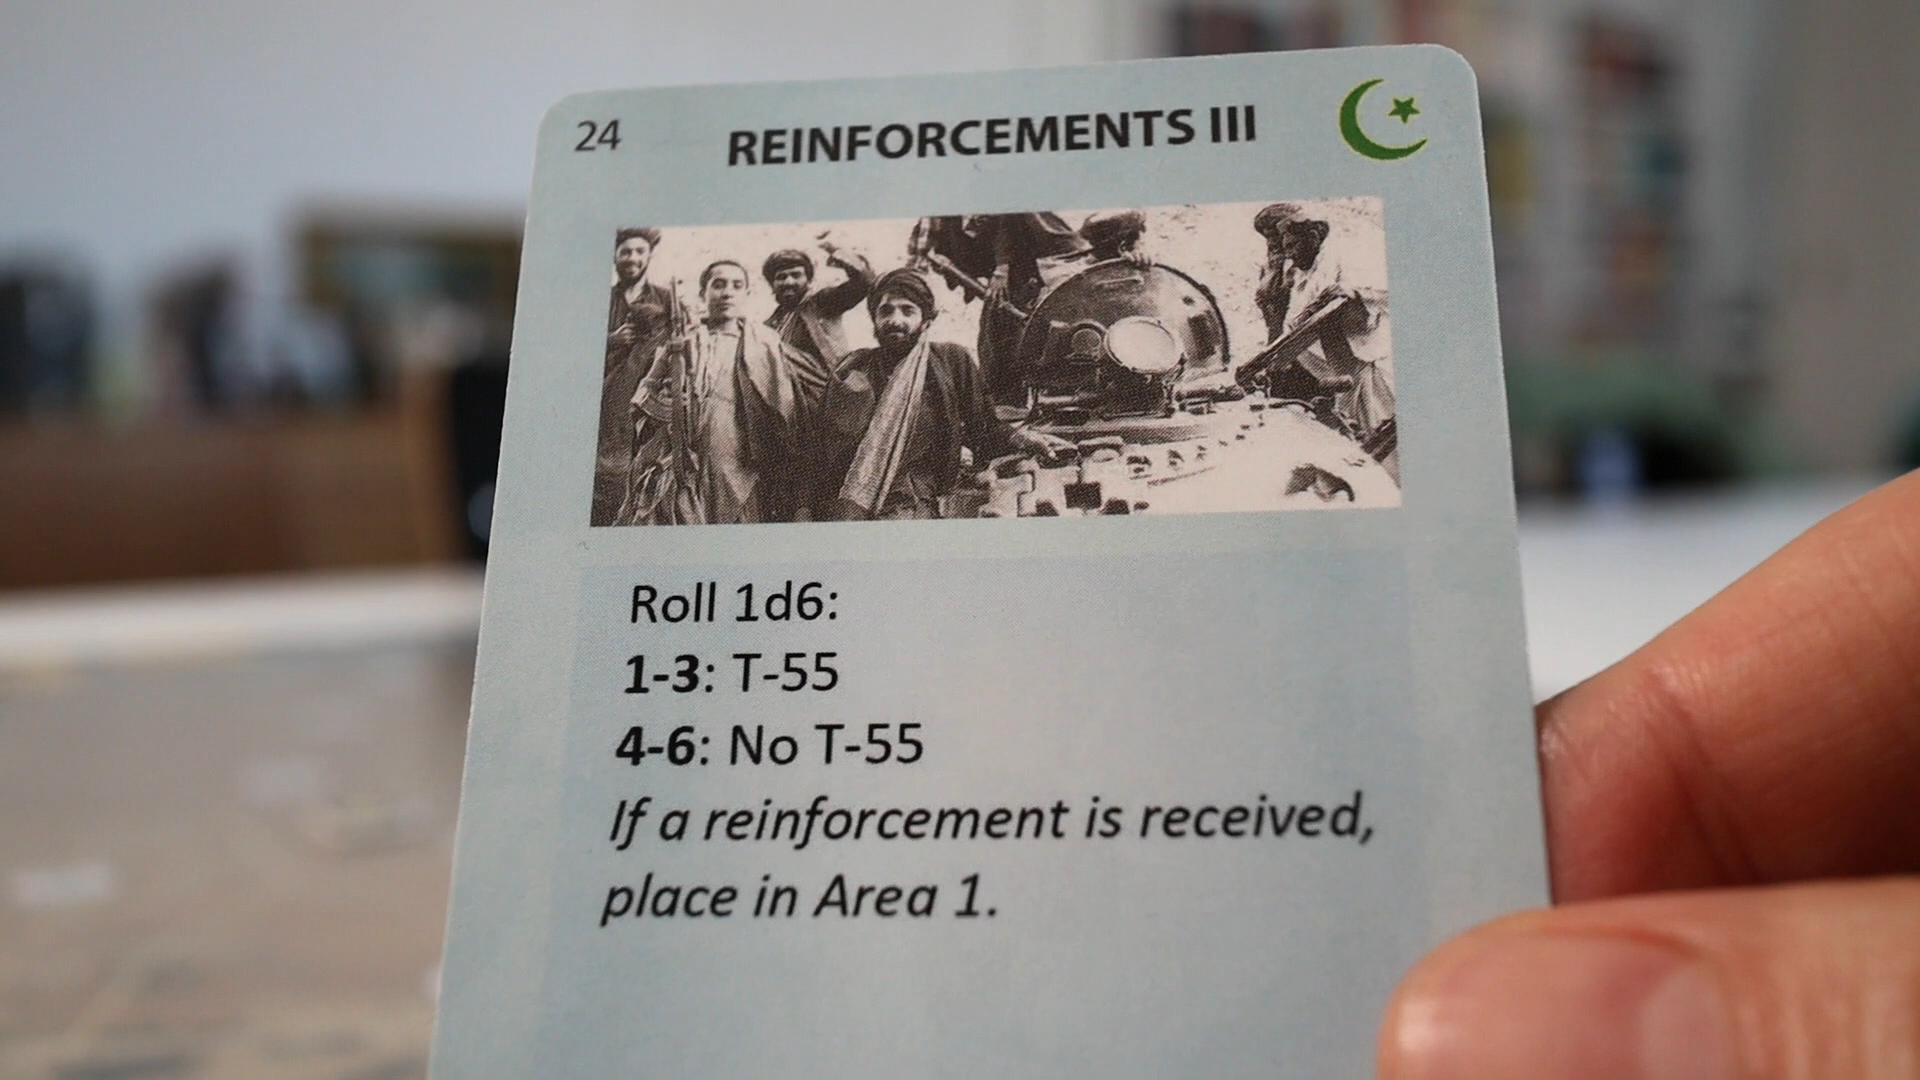 24
REINFORCEMENTS III
Roll 1d6:
1-3: T-55
4-6: No T-55
If a reinforcement is received,
place in Area 1.